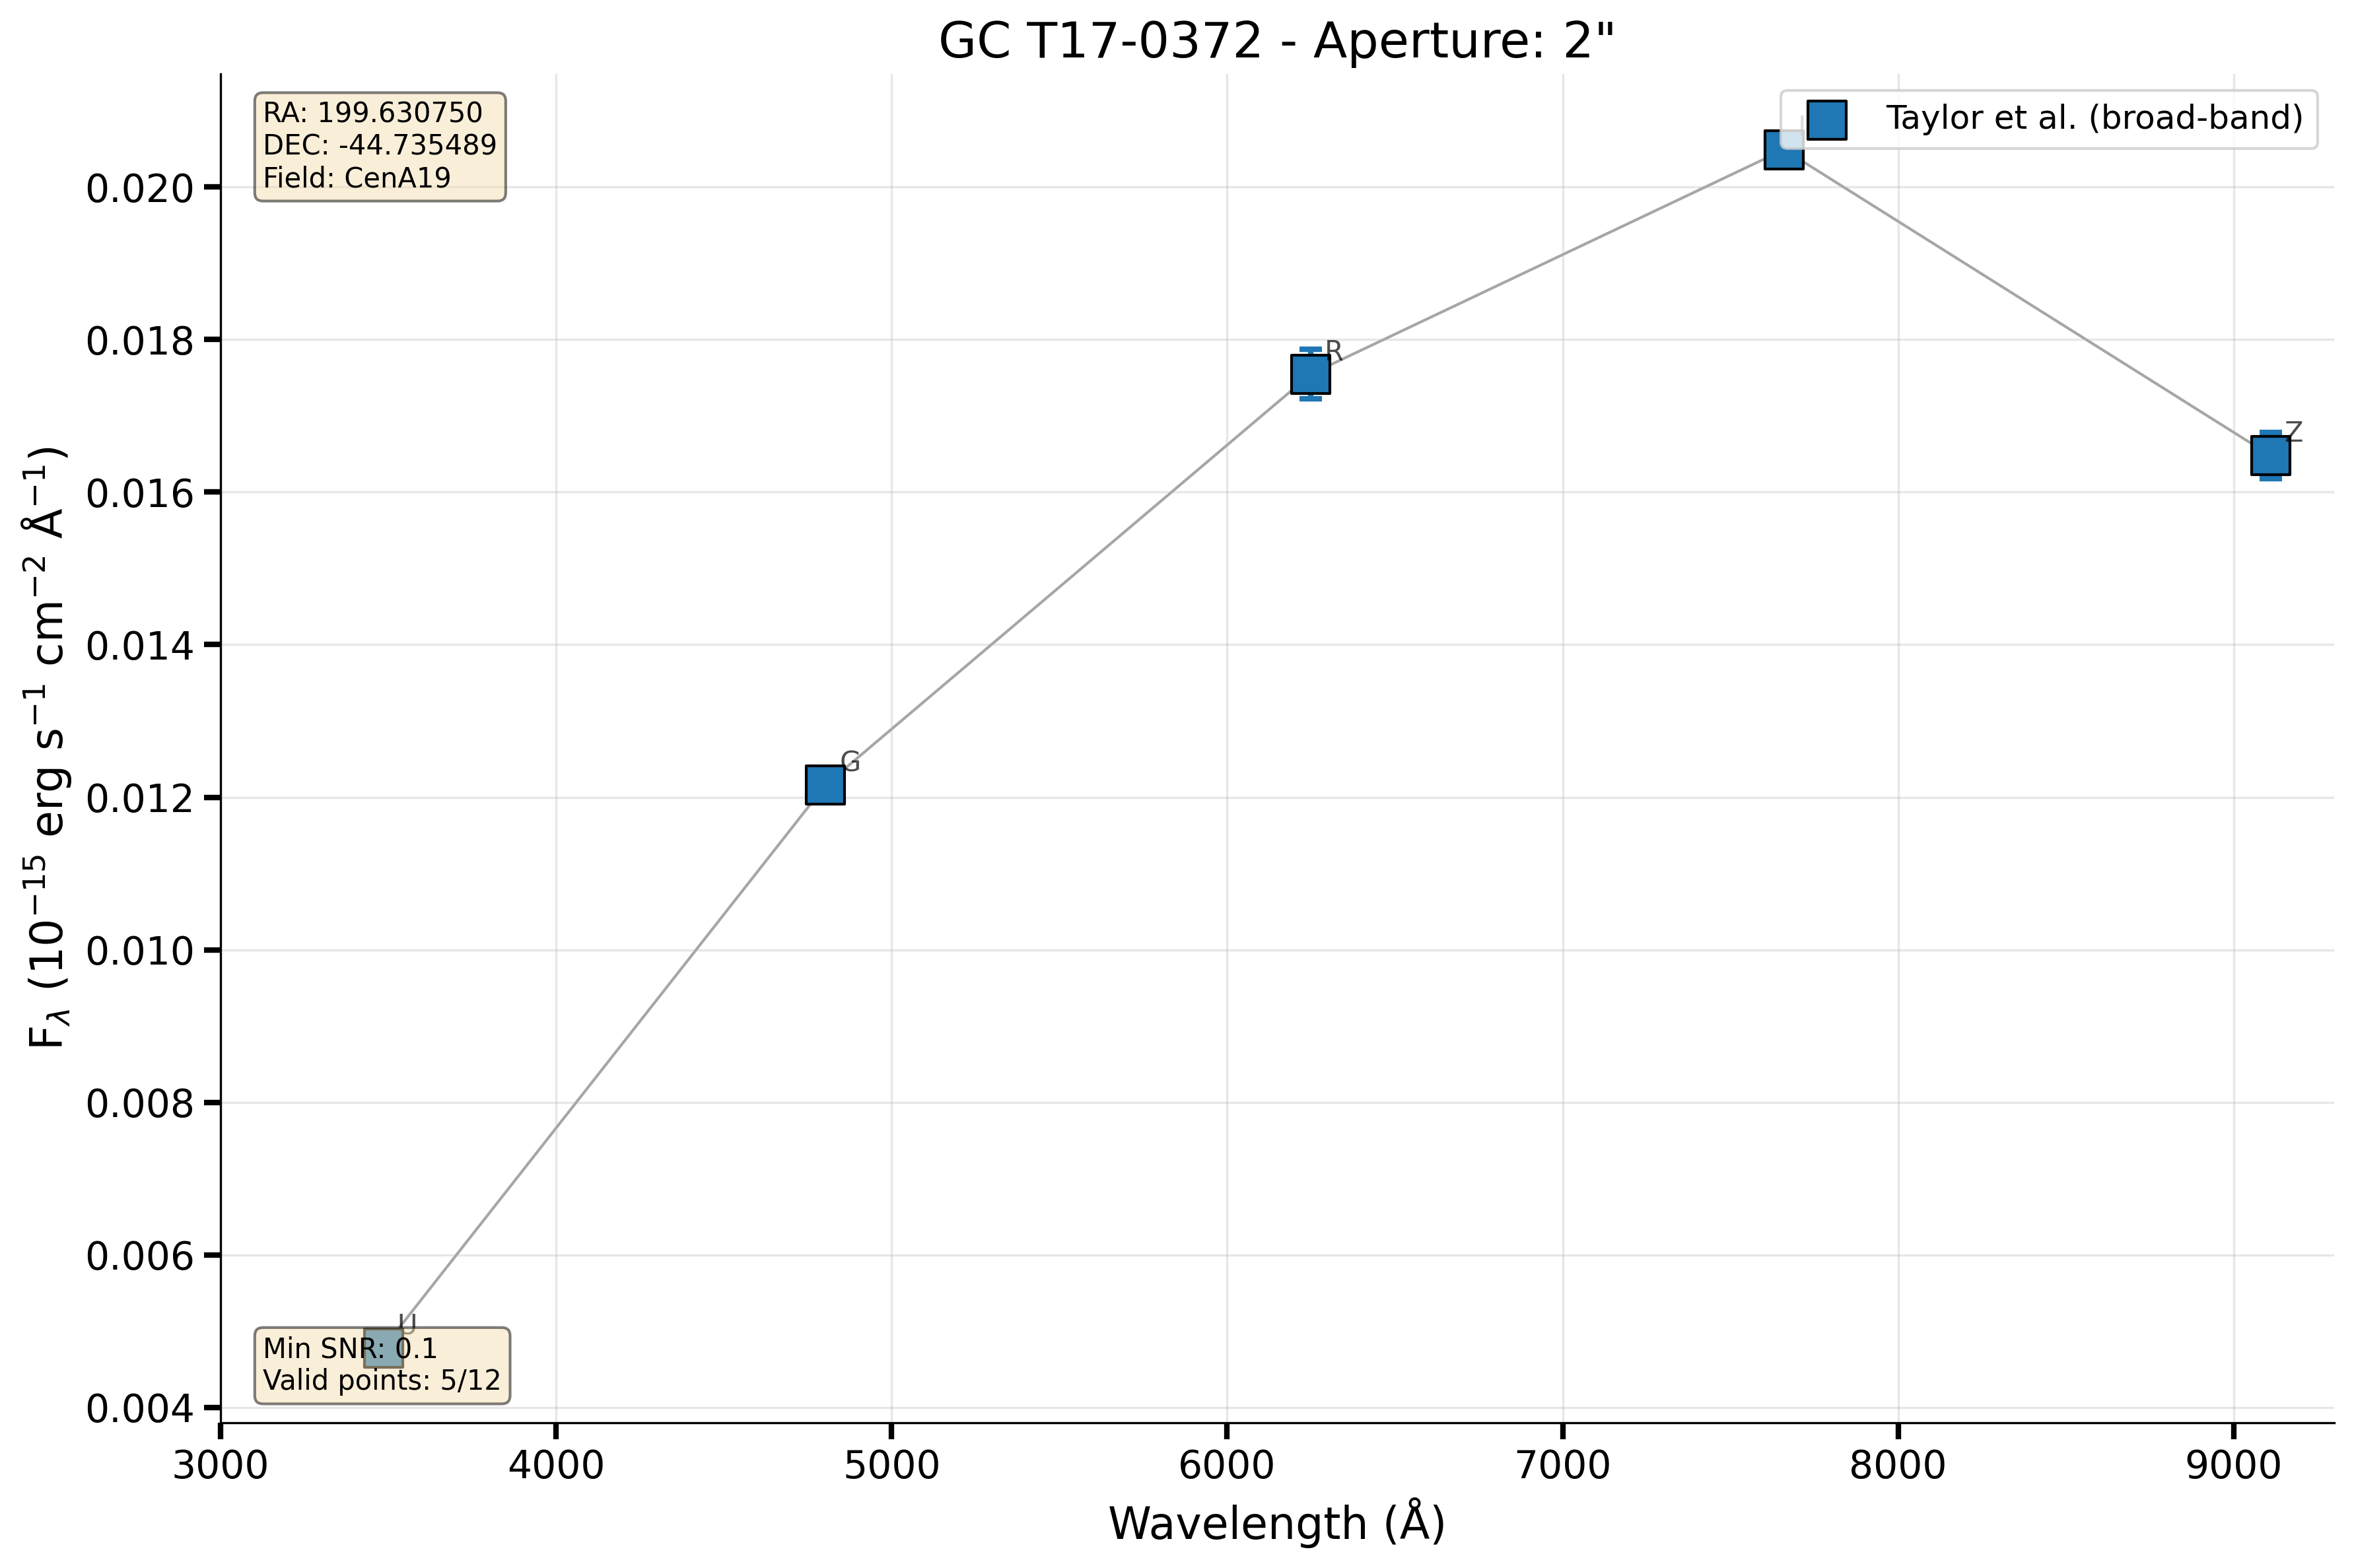 GC T17-0372 - Aperture: 2"
RA: 199.630750
DEC: -44.735489
Field: CenA19
Taylor et al. (broad-band)
I
R
Z
G
U
Min SNR: 0.1
Valid points: 5/12
F_λ (10⁻¹⁵ erg s⁻¹ cm⁻² Å⁻¹)
0.020
0.018
0.016
0.014
0.012
0.010
0.008
0.006
0.004
3000 4000 5000 6000 7000 8000 9000
Wavelength (Å)